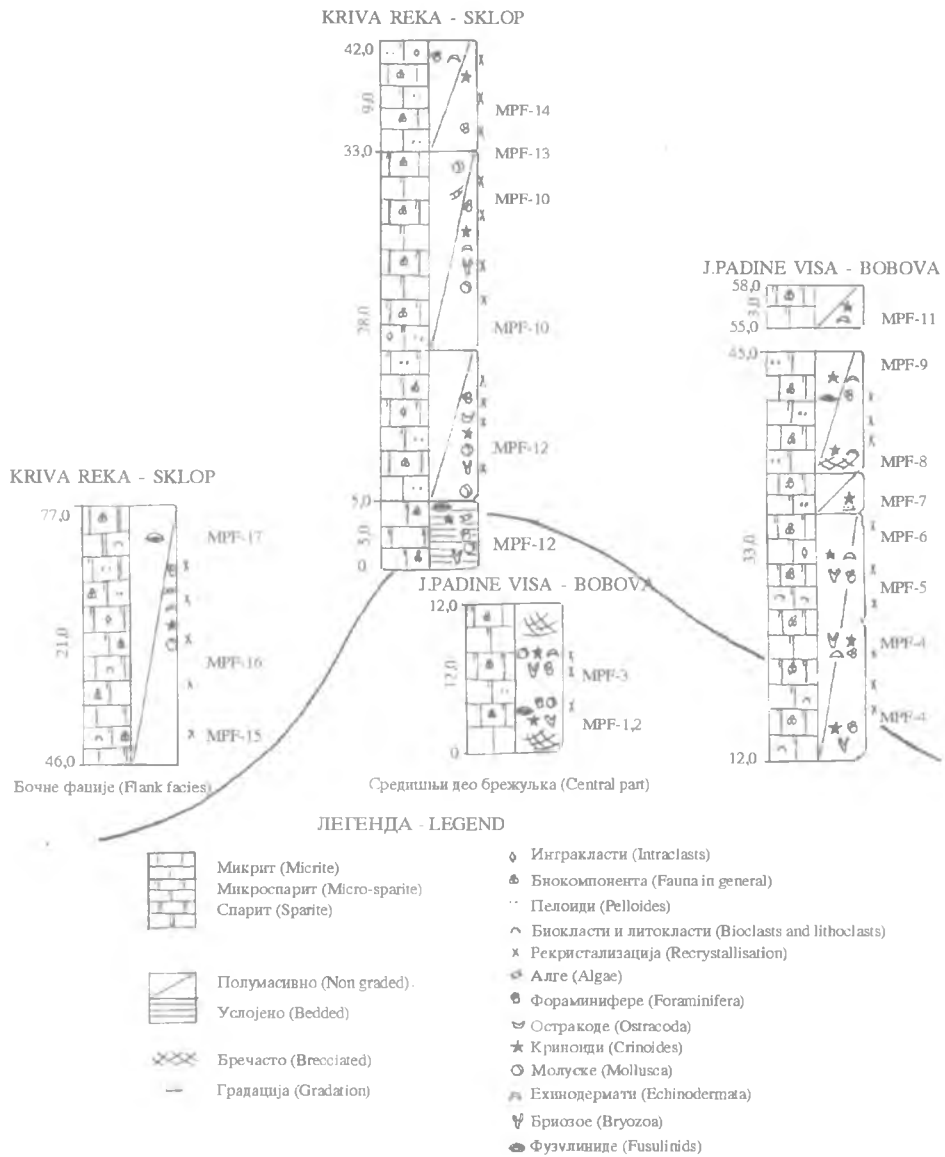 KRIVA REKA - SKLOP
42,0
9,0
MPF-14
33,0
MPF-13
MPF-10
28,0
MPF-10
MPF-12
5,0
5,0
0
MPF-12
J.PADINE VISA - BOBOVA
58,0
3,0
55,0
MPF-11
45,0
MPF-9
MPF-8
MPF-7
MPF-6
33,0
MPF-5
MPF-4
MPF-4
12,0
KRIVA REKA - SKLOP
77,0
MPF-17
21,0
MPF-16
MPF-15
46,0
Бочне фације (Flank facies)
J.PADINE VISA - BOBOVA
12,0
12,0
MPF-3
MPF-1,2
0
Средишњи део брежуљка (Central part)
ЛЕГЕНДА - LEGEND
Микрит (Micrite)
Микроспарит (Micro-sparite)
Спарит (Sparite)
Полумасивно (Non graded)
Услојено (Bedded)
Бречасто (Brecciated)
Градација (Gradation)
Интракласти (Intraclasts)
Биокомпонента (Fauna in general)
Пелоиди (Pelloides)
Биокласти и литокласти (Bioclasts and lithoclasts)
Рекристализација (Recrystallisation)
Алге (Algae)
Фораминифере (Foraminifera)
Остракоде (Ostracoda)
Криноиди (Crinoides)
Молуске (Mollusca)
Ехинодермати (Echinodermata)
Бриозое (Bryozoa)
Фузулиниде (Fusulinids)